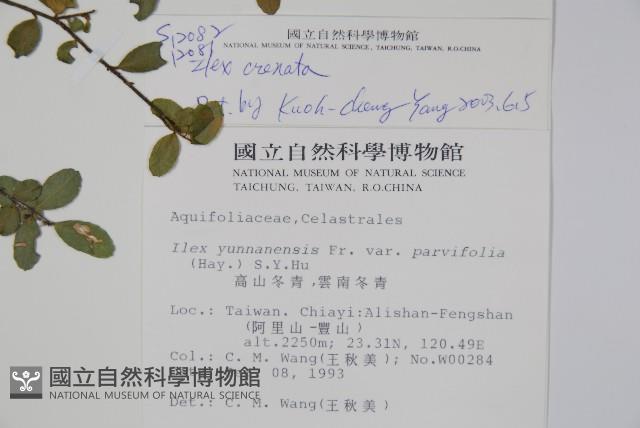 S12082
12081
國立自然科學博物館
NATIONAL MUSEUM OF NATURAL SCIENCE, TAICHUNG, TAIWAN, R.O.CHINA
Ilex crenata
by Kuoh-cheng Yang 2003.6.5
國立自然科學博物館
NATIONAL MUSEUM OF NATURAL SCIENCE
TAICHUNG, TAIWAN, R.O.CHINA
Aquifoliaceae,Celastrales
Ilex yunnanensis Fr. var. parvifolia
(Hay.) S.Y.Hu
高山冬青,雲南冬青
Loc.: Taiwan. Chiayi:Alishan-Fengshan
(阿里山-豐山)
alt.2250m; 23.31N, 120.49E
Col.: C. M. Wang(王秋美); No.W00284
08, 1993
Det.: C. M. Wang(王秋美)
國立自然科學博物館
NATIONAL MUSEUM OF NATURAL SCIENCE